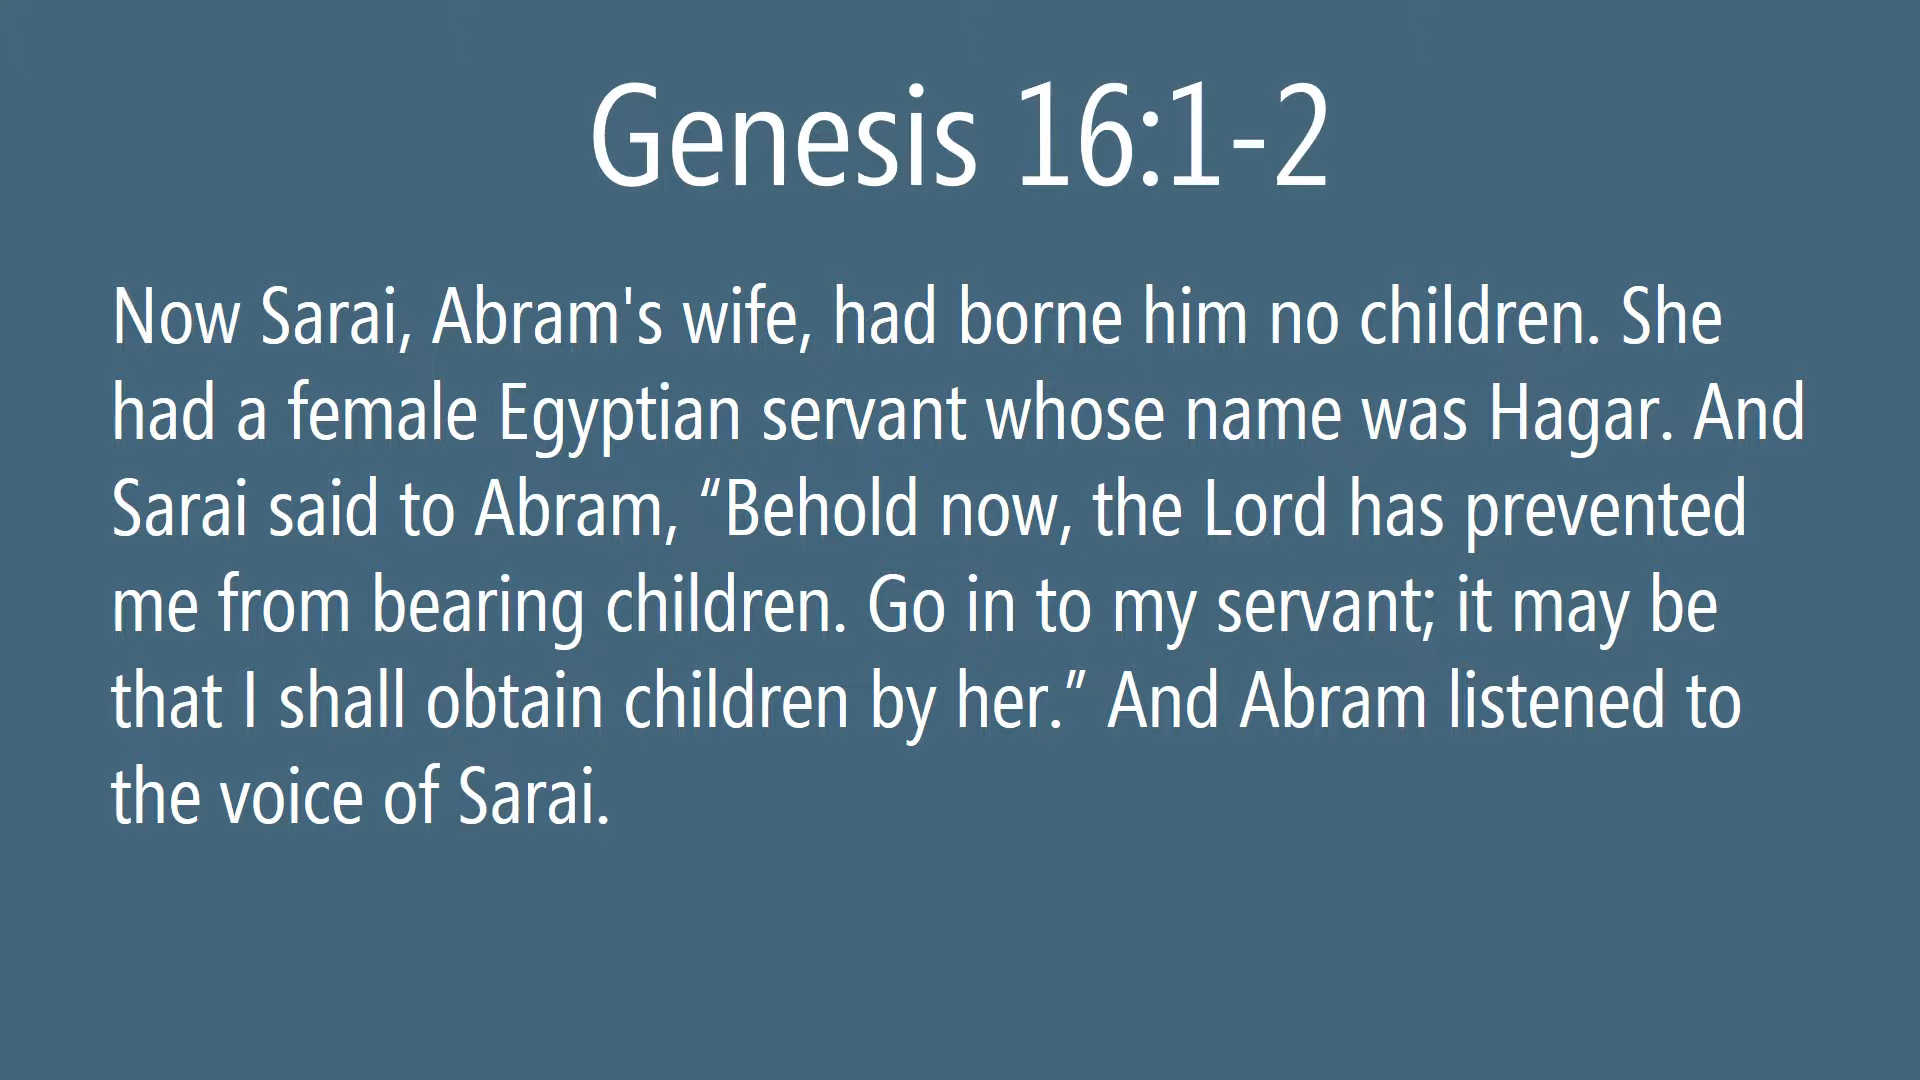 Genesis 16:1-2
Now Sarai, Abram's wife, had borne him no children. She
had a female Egyptian servant whose name was Hagar. And
Sarai said to Abram, “Behold now, the Lord has prevented
me from bearing children. Go in to my servant; it may be
that I shall obtain children by her.” And Abram listened to
the voice of Sarai.